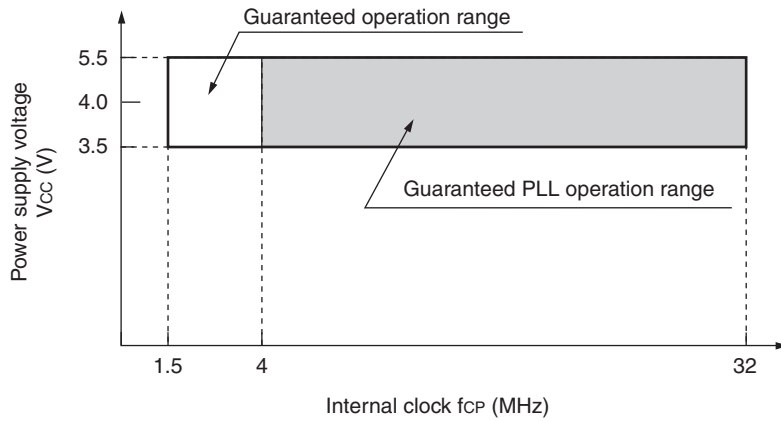 Guaranteed operation range
5.5
4.0
3.5
Power supply voltage
VCC (V)
Guaranteed PLL operation range
1.5
4
32
Internal clock fCP (MHz)